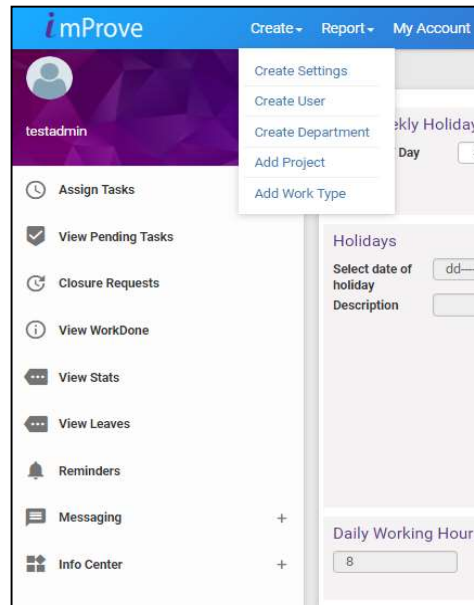 imProve
Create Report My Account
Create Settings
Create User
Create Department
Add Project
Add Work Type
testadmin
Assign Tasks
View Pending Tasks
Closure Requests
View WorkDone
View Stats
View Leaves
Reminders
Messaging +
Info Center +
Day
Holidays
Select date of
holiday
dd—
Description
Daily Working Hour
8